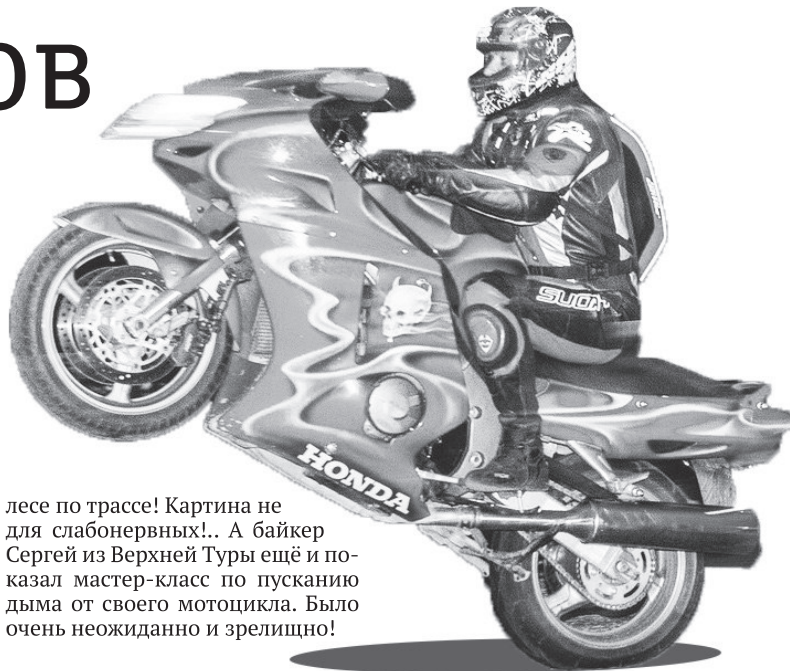 ОВ
HONDA
лесе по трассе! Картина не
для слабонервных!.. А байкер
Сергей из Верхней Туры ещё и по-
казал мастер-класс по пусканию
дыма от своего мотоцикла. Было
очень неожиданно и зрелищно!